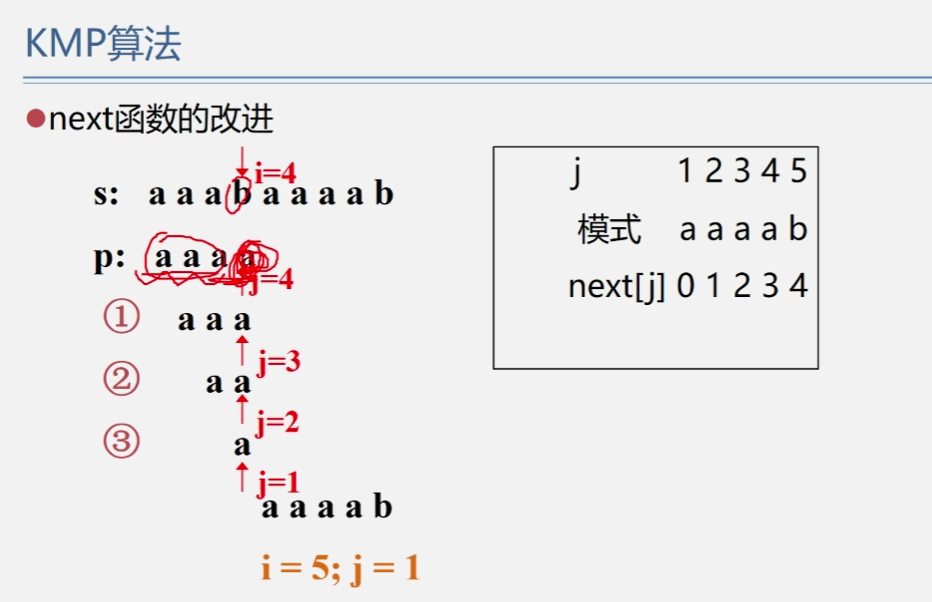 KMP算法
●next函数的改进
i=4
s: a a a b a a a a b
p: a a a a
j=4
① a a a
j=3
② a a
j=2
③ a
j=1
a a a a b
i = 5; j = 1
j 1 2 3 4 5
模式 a a a a b
next[j] 0 1 2 3 4